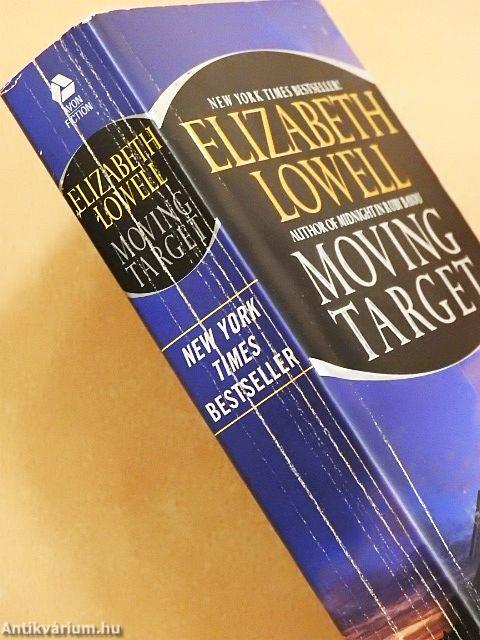 AVON
FICTION
ELIZABETH
LOWELL
MOVING
TARGET
NEW YORK
TIMES
BESTSELLER
NEW YORK TIMES BESTSELLER!
ELIZABETH
LOWELL
AUTHOR OF MIDNIGHT IN RUBY BAYOU
MOVING
TARGET
Antikvárium.hu